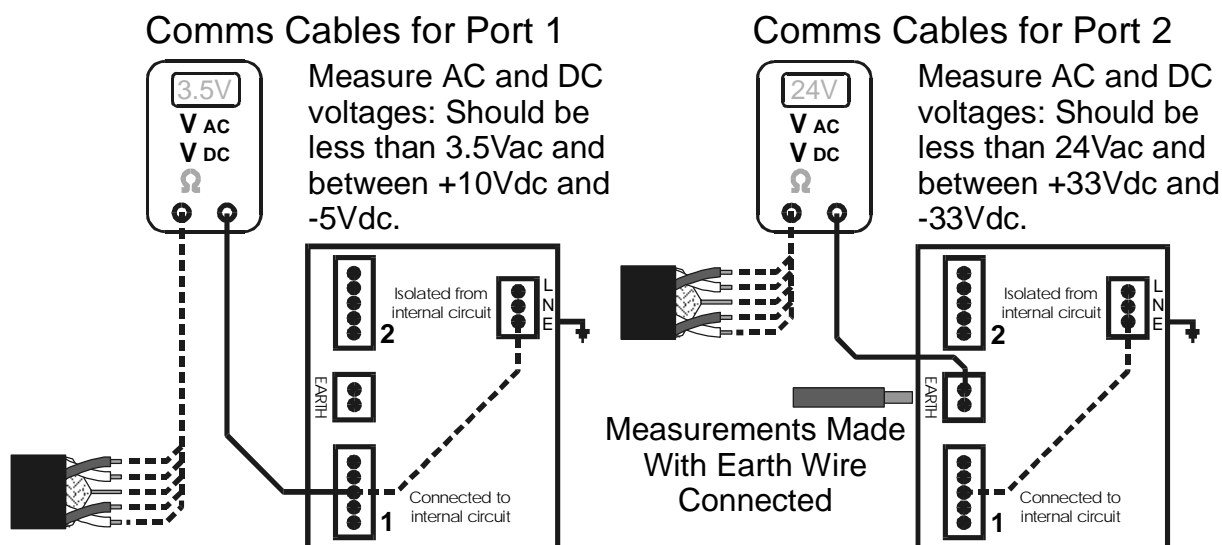 Comms Cables for Port 1
3.5V
V AC
V DC
Ω
Measure AC and DC
voltages: Should be
less than 3.5Vac and
between +10Vdc and
-5Vdc.
Isolated from
internal circuit
L
N
E
2
EARTH
Connected to
internal circuit
1
Comms Cables for Port 2
24V
V AC
V DC
Ω
Measure AC and DC
voltages: Should be
less than 24Vac and
between +33Vdc and
-33Vdc.
Isolated from
internal circuit
L
N
E
2
EARTH
Measurements Made
With Earth Wire
Connected
Connected to
internal circuit
1